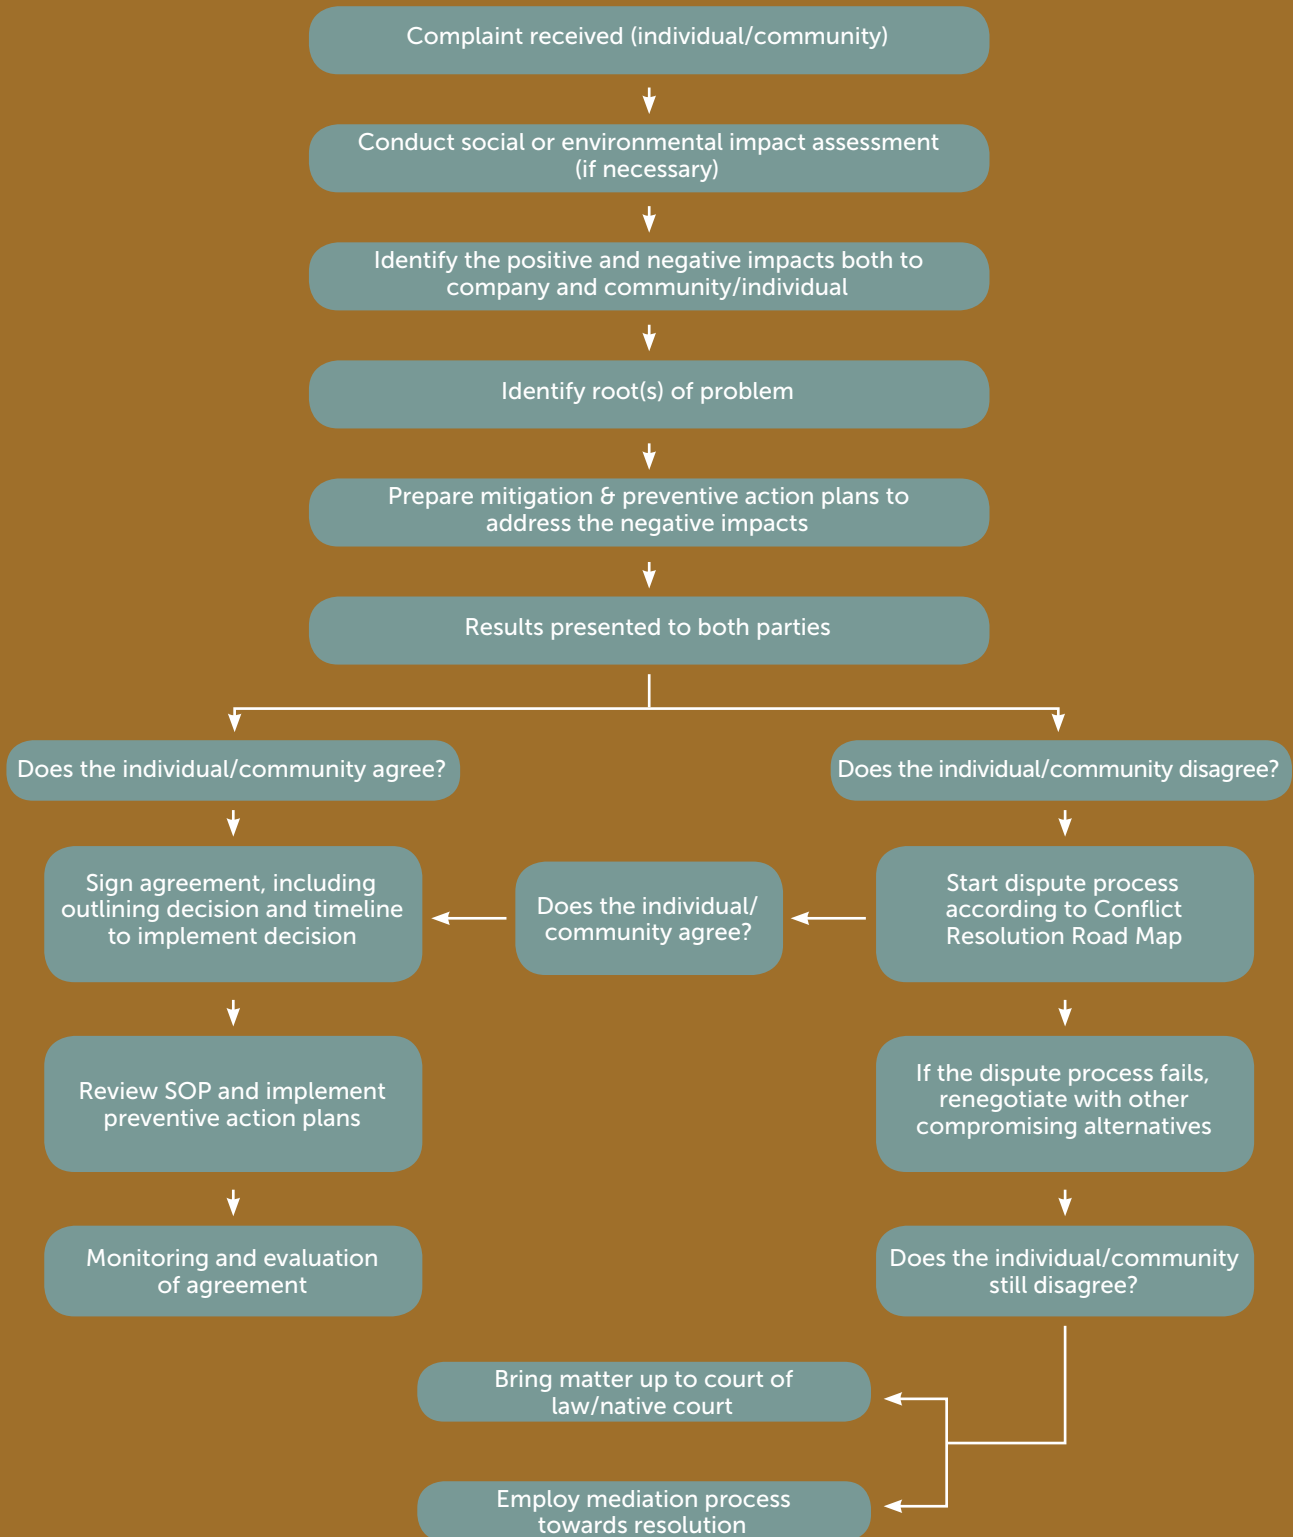 Complaint received (individual/community)
Conduct social or environmental impact assessment
(if necessary)
Identify the positive and negative impacts both to
company and community/individual
Identify root(s) of problem
Prepare mitigation & preventive action plans to
address the negative impacts
Results presented to both parties
Does the individual/community agree?
Does the individual/community disagree?
Sign agreement, including
outlining decision and timeline
to implement decision
Does the individual/
community agree?
Start dispute process
according to Conflict
Resolution Road Map
Review SOP and implement
preventive action plans
If the dispute process fails,
renegotiate with other
compromising alternatives
Monitoring and evaluation
of agreement
Does the individual/community
still disagree?
Bring matter up to court of
law/native court
Employ mediation process
towards resolution